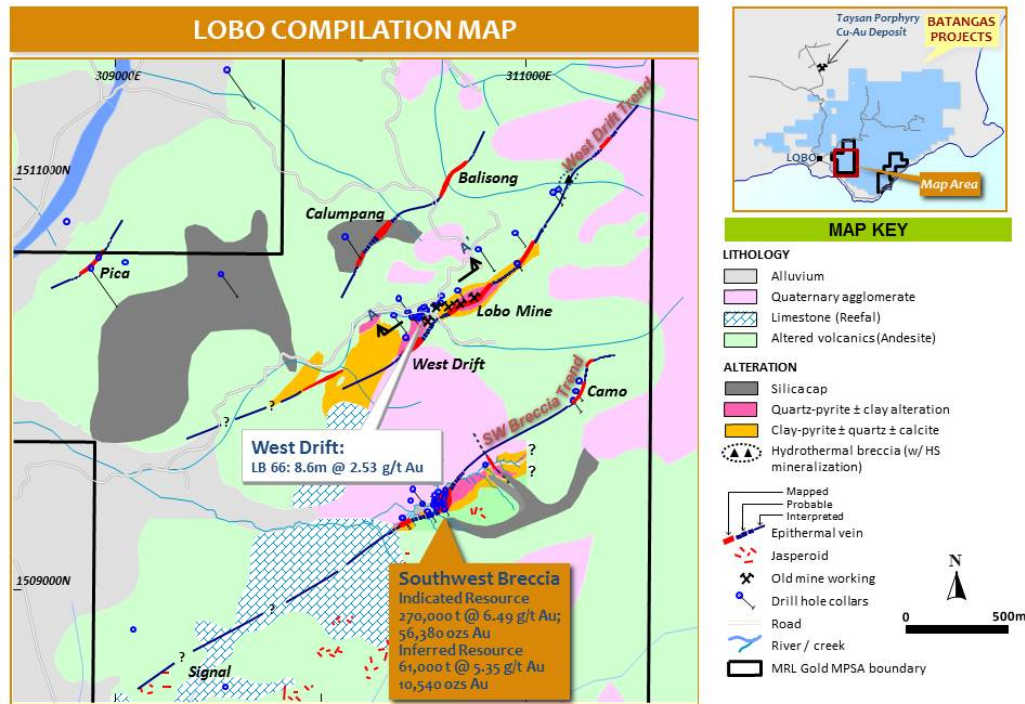 LOBO COMPILATION MAP
309000E
311000E
1511000N
1509000N
West Drift Trend
Balisong
Calumpang
Pica
A'
A
Lobo Mine
West Drift
?
SW Breccia Trend
Camo
West Drift:
LB 66: 8.6m @ 2.53 g/t Au
?
?
Southwest Breccia
Indicated Resource
270,000 t @ 6.49 g/t Au;
56,380 ozs Au
Inferred Resource
61,000 t @ 5.35 g/t Au
10,540 ozs Au
?
?
Signal
Taysan Porphyry
Cu-Au Deposit
BATANGAS
PROJECTS
LOBO
Map Area
MAP KEY
LITHOLOGY
Alluvium
Quaternary agglomerate
Limestone (Reefal)
Altered volcanics (Andesite)
ALTERATION
Silica cap
Quartz-pyrite ± clay alteration
Clay-pyrite ± quartz ± calcite
Hydrothermal breccia (w/ HS
mineralization)
Mapped
Probable
Interpreted
Epithermal vein
Jasperoid
Old mine working
Drill hole collars
Road
River / creek
MRL Gold MPSA boundary
N
0 500m